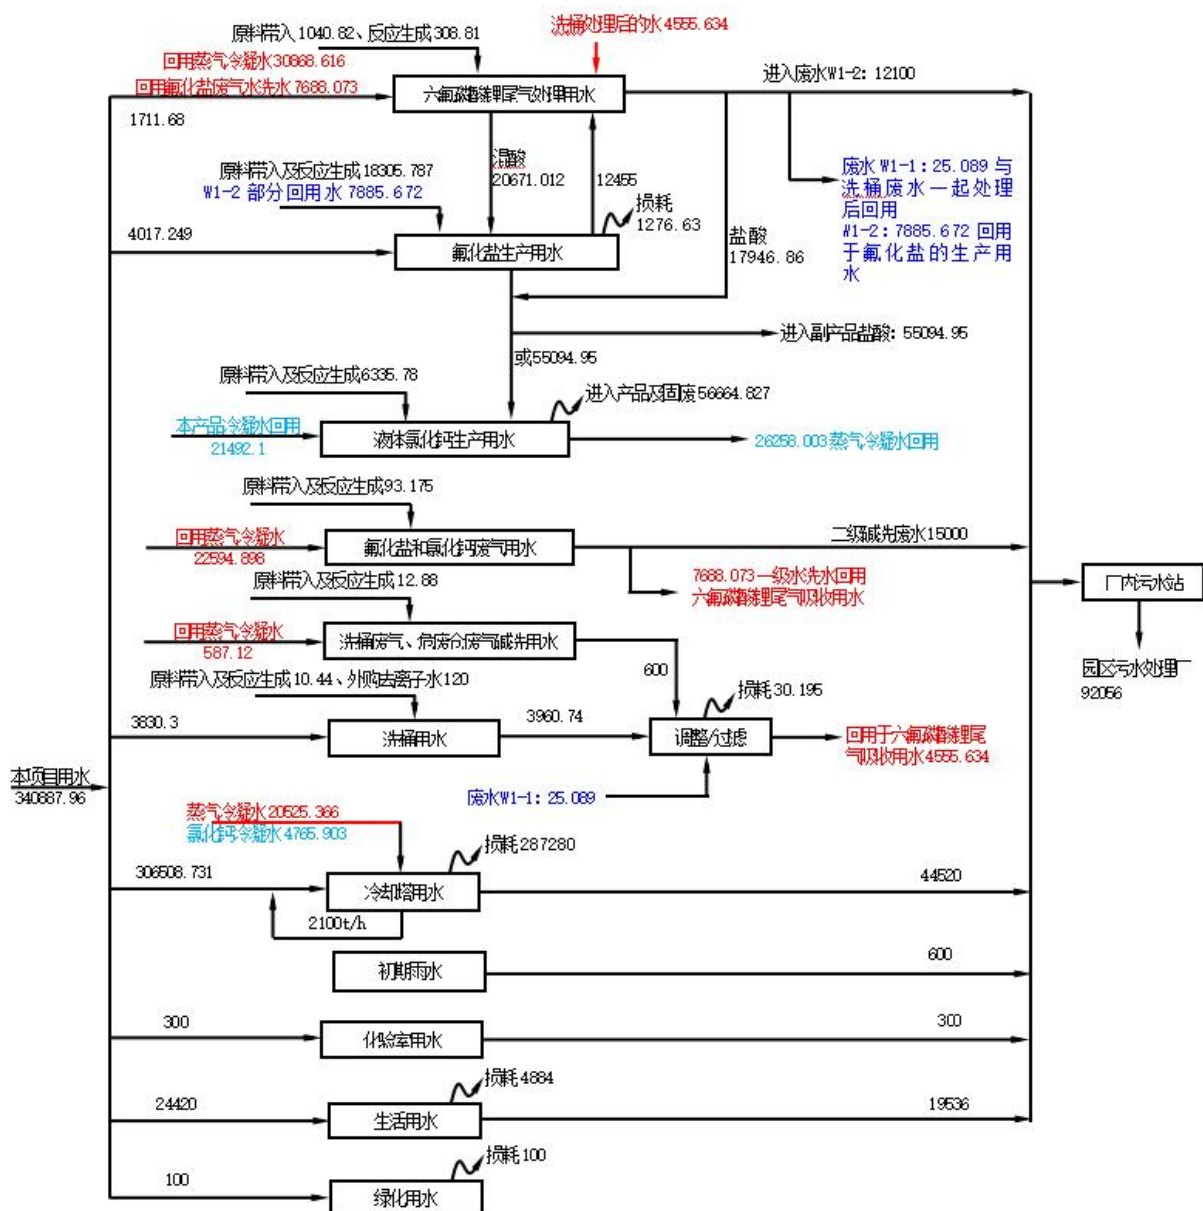 原料带入1040.82、反应生成308.81
洗桶处理后的水4555.634
回用蒸气冷凝水30868.616
回用氟化盐废气水洗水7688.073
1711.68
六氟磷酸锂尾气处理用水
进入废水W1-2：12100
混酸
20671.012
12455
原料带入及反应生成18305.787
W1-2 部分回用水 7885.672
损耗
1276.63
盐酸
17946.86
废水 W1-1：25.089 与
洗桶废水一起处理
后回用
W1-2：7885.672 回用
于氟化盐的生产用
水
4017.249
氟化盐生产用水
进入副产品盐酸：55094.95
或55094.95
原料带入及反应生成6335.78
进入产品及固废56664.827
本产品冷凝水回用
21492.1
液体氯化钙生产用水
26258.003蒸气冷凝水回用
原料带入及反应生成93.175
回用蒸气冷凝水
22594.898
氟化盐和氯化钙废气用水
二级碱洗废水15000
7688.073一级水洗水回用
六氟磷酸锂尾气吸收用水
原料带入及反应生成12.88
回用蒸气冷凝水
587.12
洗桶废气、危废仓废气碱洗用水
600
厂内污水站
园区污水处理厂
92056
原料带入及反应生成10.44、外购去离子水120
3830.3
洗桶用水
3960.74
损耗30.195
调整/过滤
回用于六氟磷酸锂尾
气吸收用水4555.634
废水W1-1：25.089
本项目用水
340887.96
蒸气冷凝水20525.366
氯化钙冷凝水4765.903
损耗287280
306508.731
冷却塔用水
44520
2100t/h
初期雨水
600
300
化验室用水
300
损耗4884
24420
生活用水
19536
损耗100
100
绿化用水